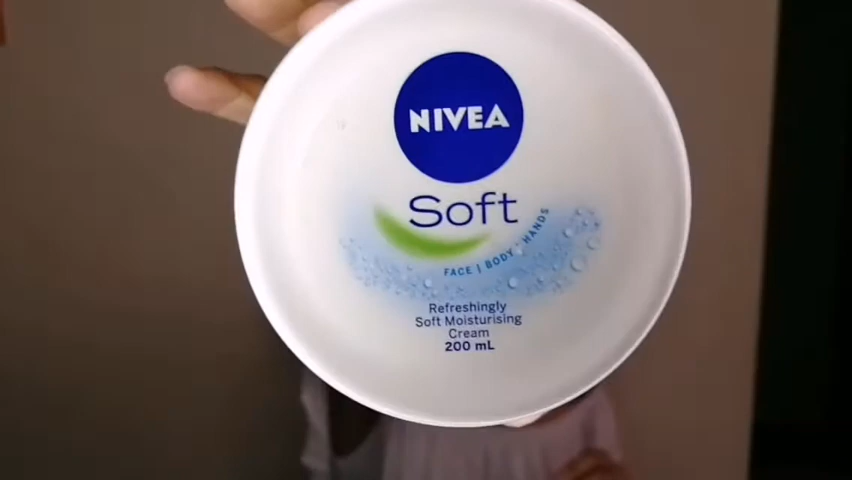 NIVEA
Soft
FACE | BODY · HANDS
Refreshingly
Soft Moisturising
Cream
200 mL